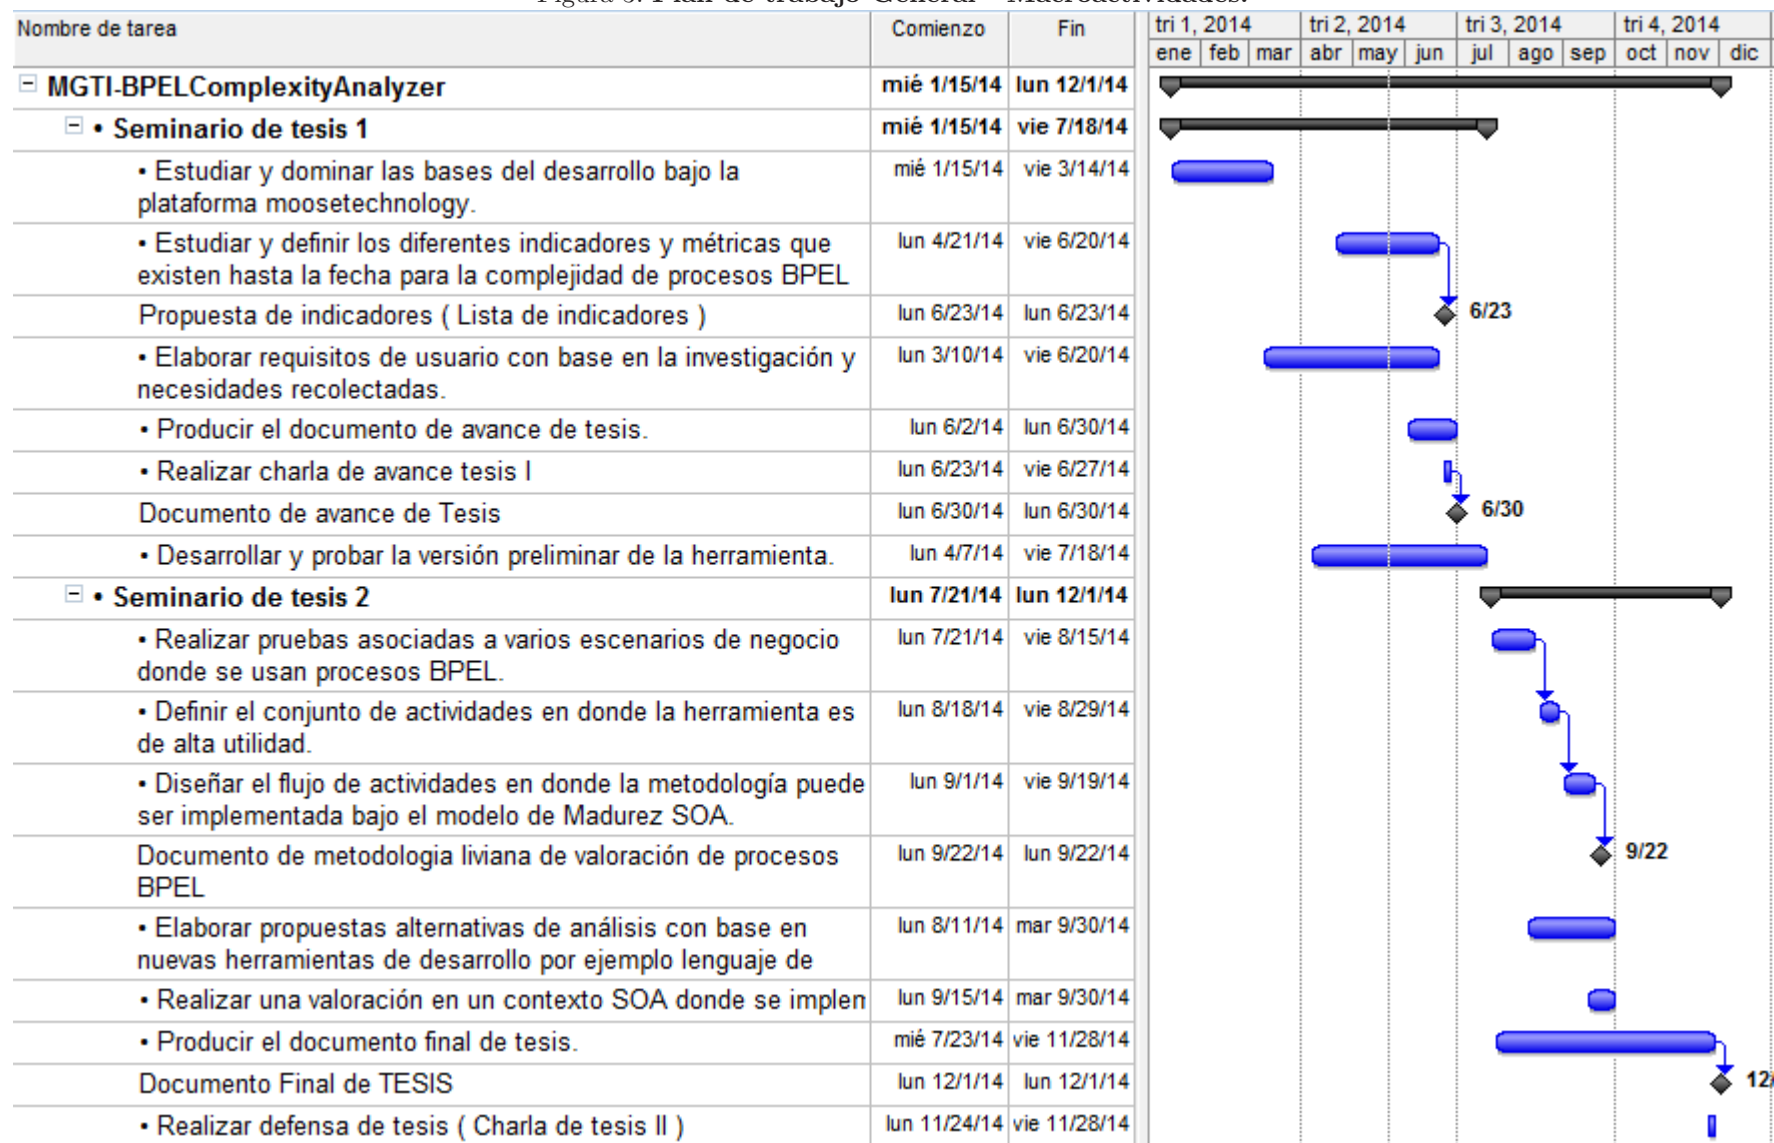 Figura 3: Plan de trabajo General - Macroactividades.
Nombre de tarea Comienzo Fin tri 1, 2014 tri 2, 2014 tri 3, 2014 tri 4, 2014
ene feb mar abr may jun jul ago sep oct nov dic
MGTI-BPELComplexityAnalyzer mié 1/15/14 lun 12/1/14
• Seminario de tesis 1 mié 1/15/14 vie 7/18/14
• Estudiar y dominar las bases del desarrollo bajo la mié 1/15/14 vie 3/14/14
plataforma moosetechnology.
• Estudiar y definir los diferentes indicadores y métricas que lun 4/21/14 vie 6/20/14
existen hasta la fecha para la complejidad de procesos BPEL
Propuesta de indicadores ( Lista de indicadores ) lun 6/23/14 lun 6/23/14 6/23
• Elaborar requisitos de usuario con base en la investigación y lun 3/10/14 vie 6/20/14
necesidades recolectadas.
• Producir el documento de avance de tesis. lun 6/2/14 lun 6/30/14
• Realizar charla de avance tesis I lun 6/23/14 vie 6/27/14
Documento de avance de Tesis lun 6/30/14 lun 6/30/14 6/30
• Desarrollar y probar la versión preliminar de la herramienta. lun 4/7/14 vie 7/18/14
• Seminario de tesis 2 lun 7/21/14 lun 12/1/14
• Realizar pruebas asociadas a varios escenarios de negocio lun 7/21/14 vie 8/15/14
donde se usan procesos BPEL.
• Definir el conjunto de actividades en donde la herramienta es lun 8/18/14 vie 8/29/14
de alta utilidad.
• Diseñar el flujo de actividades en donde la metodología puede lun 9/1/14 vie 9/19/14
ser implementada bajo el modelo de Madurez SOA.
Documento de metodologia liviana de valoración de procesos lun 9/22/14 lun 9/22/14 9/22
BPEL
• Elaborar propuestas alternativas de análisis con base en lun 8/11/14 mar 9/30/14
nuevas herramientas de desarrollo por ejemplo lenguaje de
• Realizar una valoración en un contexto SOA donde se implem lun 9/15/14 mar 9/30/14
• Producir el documento final de tesis. mié 7/23/14 vie 11/28/14
Documento Final de TESIS lun 12/1/14 lun 12/1/14 12/
• Realizar defensa de tesis ( Charla de tesis II ) lun 11/24/14 vie 11/28/14